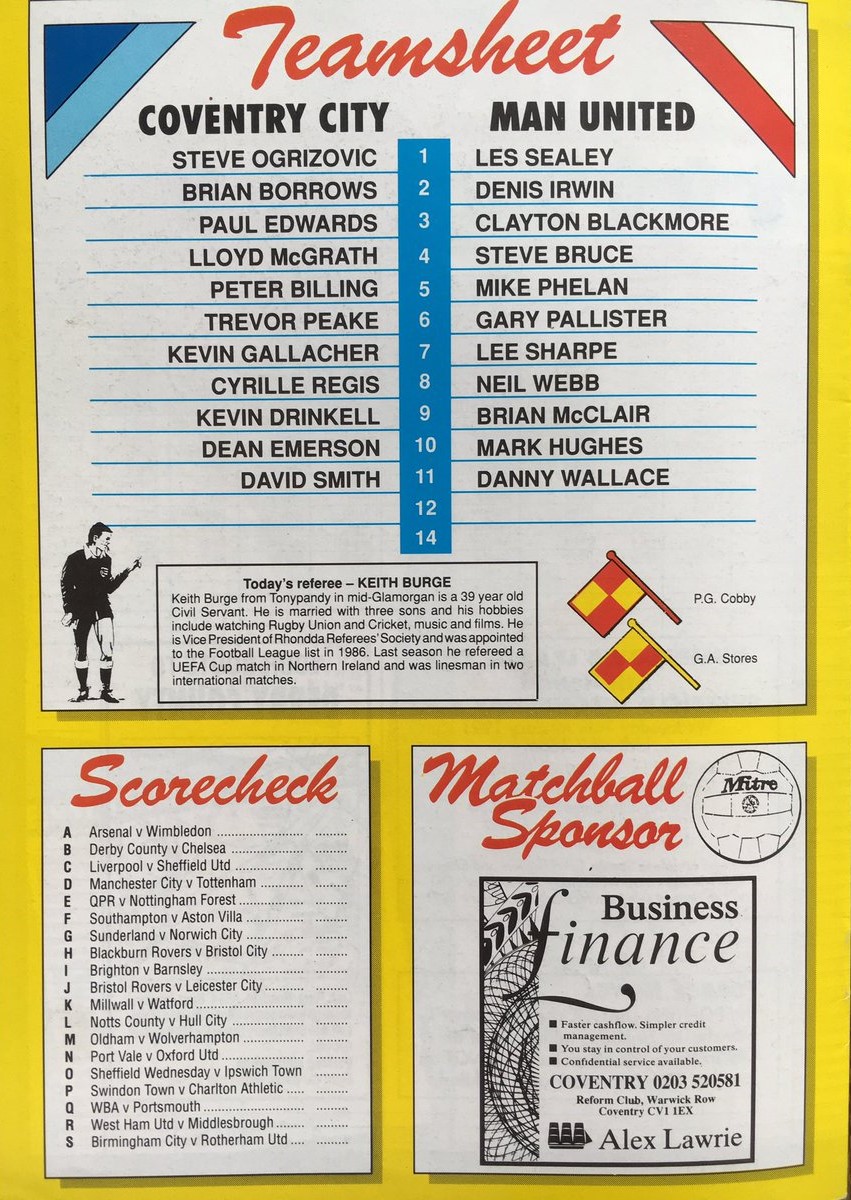 Teamsheet
COVENTRY CITY MAN UNITED
STEVE OGRIZOVIC 1 LES SEALEY
BRIAN BORROWS 2 DENIS IRWIN
PAUL EDWARDS 3 CLAYTON BLACKMORE
LLOYD McGRATH 4 STEVE BRUCE
PETER BILLING 5 MIKE PHELAN
TREVOR PEAKE 6 GARY PALLISTER
KEVIN GALLACHER 7 LEE SHARPE
CYRILLE REGIS 8 NEIL WEBB
KEVIN DRINKELL 9 BRIAN McCLAIR
DEAN EMERSON 10 MARK HUGHES
DAVID SMITH 11 DANNY WALLACE
12
14
Today's referee – KEITH BURGE
Keith Burge from Tonypandy in mid-Glamorgan is a 39 year old
Civil Servant. He is married with three sons and his hobbies
include watching Rugby Union and Cricket, music and films. He
is Vice President of Rhondda Referees' Society and was appointed
to the Football League list in 1986. Last season he refereed a
UEFA Cup match in Northern Ireland and was linesman in two
international matches.
P.G. Cobby
G.A. Stores
Scorecheck
A Arsenal v Wimbledon
B Derby County v Chelsea
C Liverpool v Sheffield Utd
D Manchester City v Tottenham
E QPR v Nottingham Forest
F Southampton v Aston Villa
G Sunderland v Norwich City
H Blackburn Rovers v Bristol City
I Brighton v Barnsley
J Bristol Rovers v Leicester City
K Millwall v Watford
L Notts County v Hull City
M Oldham v Wolverhampton
N Port Vale v Oxford Utd
O Sheffield Wednesday v Ipswich Town
P Swindon Town v Charlton Athletic
Q WBA v Portsmouth
R West Ham Utd v Middlesbrough
S Birmingham City v Rotherham Utd
Matchball
Sponsor
Mitre
Business
finance
■ Faster cashflow. Simpler credit
management.
■ You stay in control of your customers.
■ Confidential service available.
COVENTRY 0203 520581
Reform Club, Warwick Row
Coventry CV1 1EX
Alex Lawrie